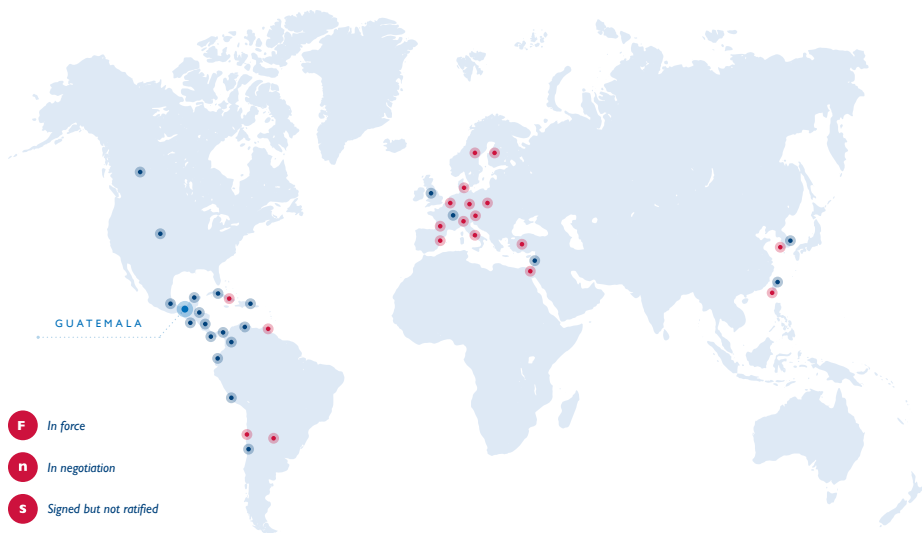 GUATEMALA
F In force
n In negotiation
s Signed but not ratified